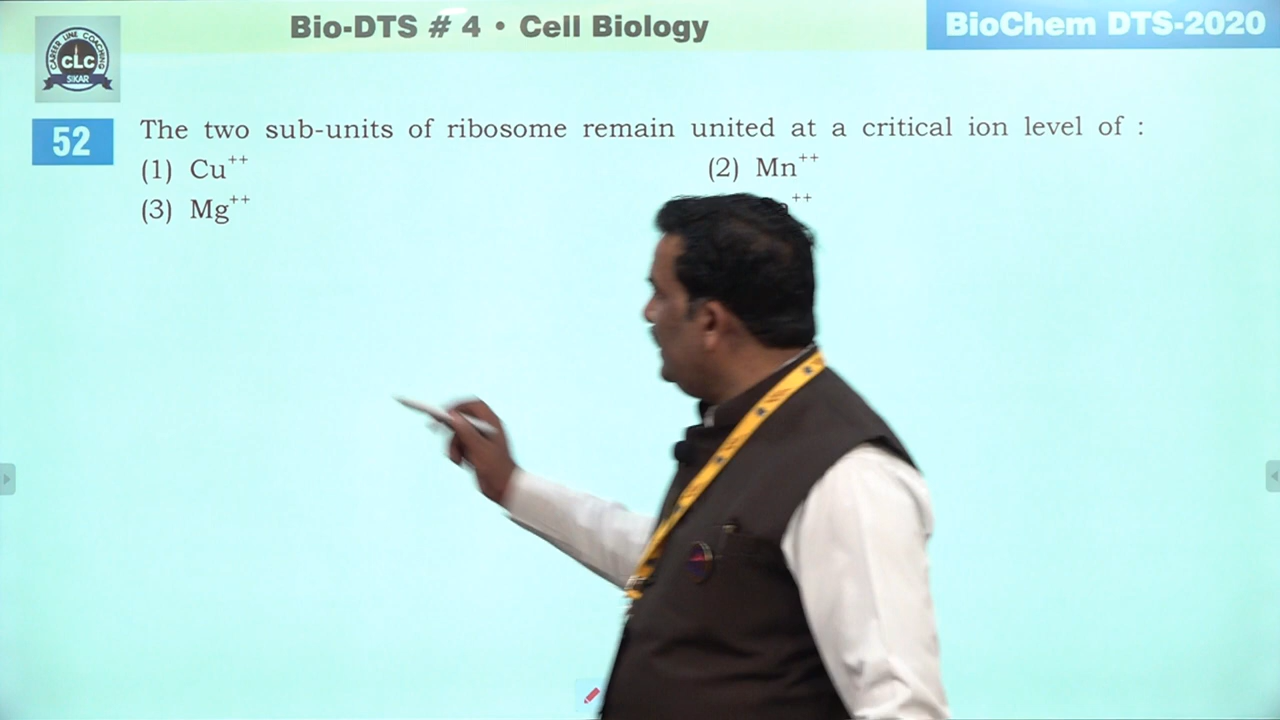 Bio-DTS # 4 • Cell Biology
BioChem DTS-2020
CAREER LINE COACHING
CLC
SIKAR
52
The two sub-units of ribosome remain united at a critical ion level of :
(1) Cu⁺⁺
(2) Mn⁺⁺
(3) Mg⁺⁺
⁺⁺